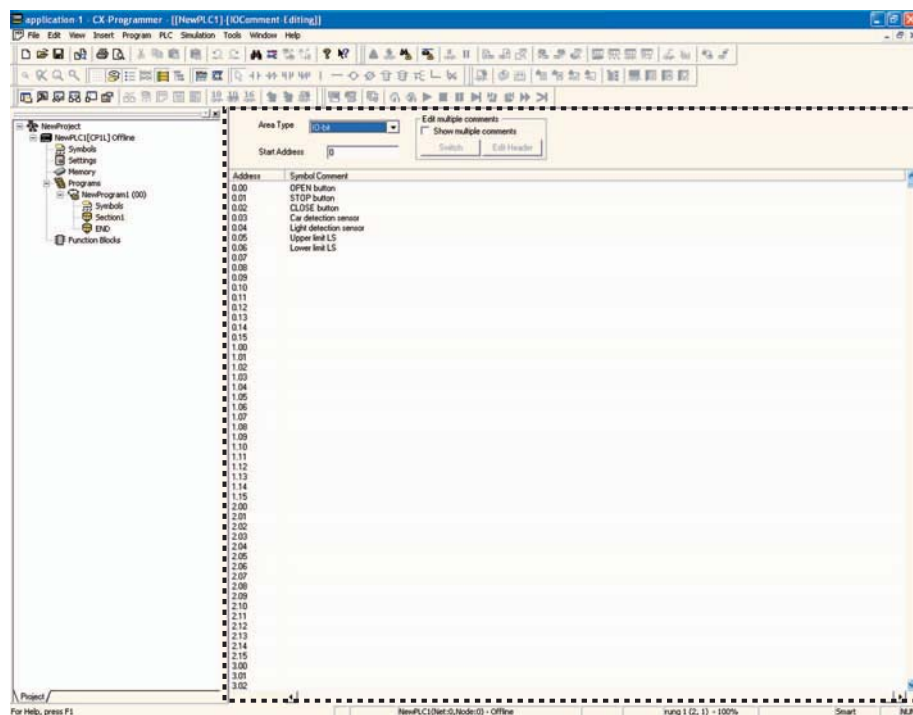 application-1 - CX-Programmer - [[NewPLC1]-[IOComment-Editing]]
File Edit View Insert Program PLC Simulation Tools Window Help
NewProject
NewPLC1[CP1L] Offline
Symbols
Settings
Memory
Programs
NewProgram1 (00)
Symbols
Section1
END
Function Blocks
Project
Area Type
IO-bit
Start Address
0
Edit multiple comments
Show multiple comments
Switch
Edit Header
Address Symbol Comment
0.00 OPEN button
0.01 STOP button
0.02 CLOSE button
0.03 Car detection sensor
0.04 Light detection sensor
0.05 Upper limit LS
0.06 Lower limit LS
0.07
0.08
0.09
0.10
0.11
0.12
0.13
0.14
0.15
1.00
1.01
1.02
1.03
1.04
1.05
1.06
1.07
1.08
1.09
1.10
1.11
1.12
1.13
1.14
1.15
2.00
2.01
2.02
2.03
2.04
2.05
2.06
2.07
2.08
2.09
2.10
2.11
2.12
2.13
2.14
2.15
3.00
3.01
3.02
For Help, press F1
NewPLC1(Net:0,Node:0) - Offline
rung 1 (2, 1) - 100%
Smart